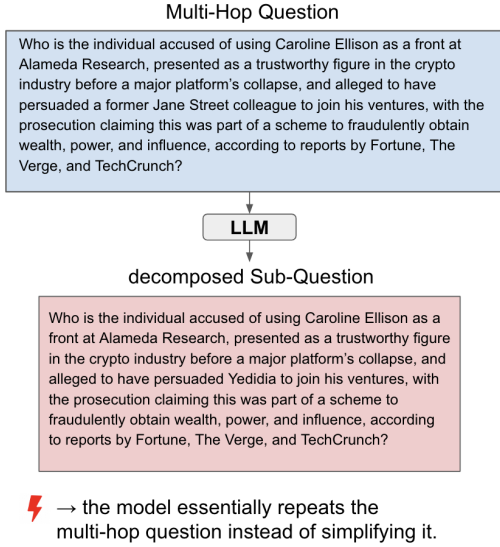 Multi-Hop Question
Who is the individual accused of using Caroline Ellison as a front at
Alameda Research, presented as a trustworthy figure in the crypto
industry before a major platform's collapse, and alleged to have
persuaded a former Jane Street colleague to join his ventures, with the
prosecution claiming this was part of a scheme to fraudulently obtain
wealth, power, and influence, according to reports by Fortune, The
Verge, and TechCrunch?
LLM
decomposed Sub-Question
Who is the individual accused of using Caroline Ellison as a
front at Alameda Research, presented as a trustworthy figure
in the crypto industry before a major platform's collapse, and
alleged to have persuaded Yedidia to join his ventures, with
the prosecution claiming this was part of a scheme to
fraudulently obtain wealth, power, and influence, according
to reports by Fortune, The Verge, and TechCrunch?
→ the model essentially repeats the
multi-hop question instead of simplifying it.